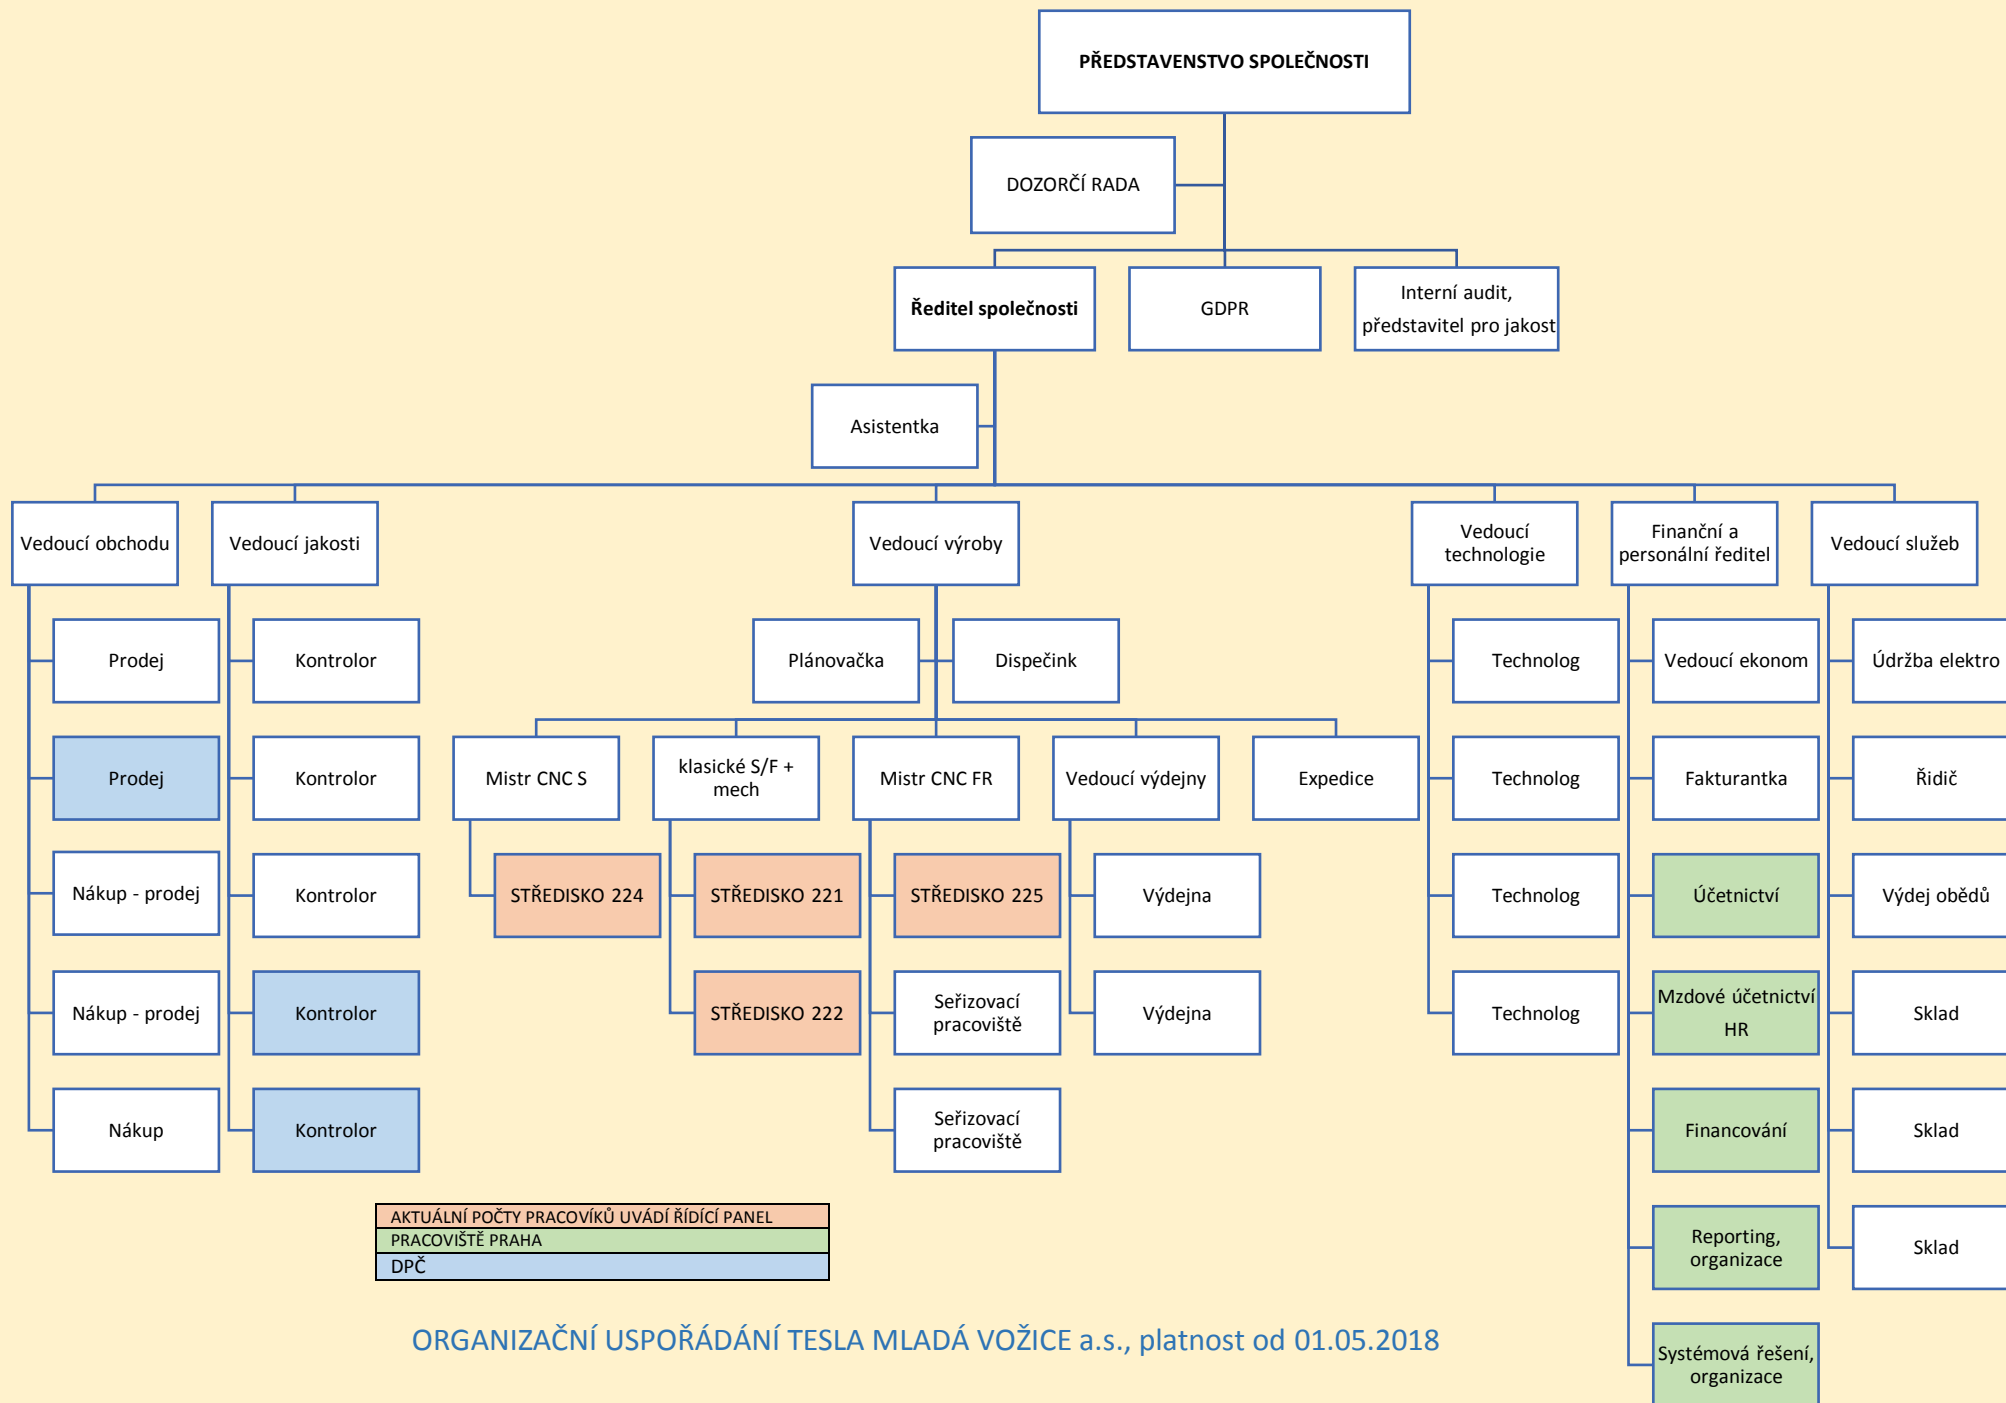 PŘEDSTAVENSTVO SPOLEČNOSTI
DOZORČÍ RADA
Ředitel společnosti
GDPR
Interní audit,
představitel pro jakost
Asistentka
Vedoucí obchodu
Vedoucí jakosti
Vedoucí výroby
Vedoucí
technologie
Finanční a
personální ředitel
Vedoucí služeb
Prodej
Kontrolor
Plánovačka
Dispečink
Technolog
Vedoucí ekonom
Údržba elektro
Prodej
Kontrolor
Mistr CNC S
klasické S/F +
mech
Mistr CNC FR
Vedoucí výdejny
Expedice
Technolog
Fakturantka
Řidič
Nákup - prodej
Kontrolor
STŘEDISKO 224
STŘEDISKO 221
STŘEDISKO 225
Výdejna
Technolog
Účetnictví
Výdej obědů
Nákup - prodej
Kontrolor
STŘEDISKO 222
Seřizovací
pracoviště
Výdejna
Technolog
Mzdové účetnictví
HR
Sklad
Nákup
Kontrolor
Seřizovací
pracoviště
Financování
Sklad
AKTUÁLNÍ POČTY PRACOVÍKŮ UVÁDÍ ŘÍDÍCÍ PANEL
PRACOVIŠTĚ PRAHA
DPČ
Reporting,
organizace
Sklad
ORGANIZAČNÍ USPOŘÁDÁNÍ TESLA MLADÁ VOŽICE a.s., platnost od 01.05.2018
Systémová řešení,
organizace